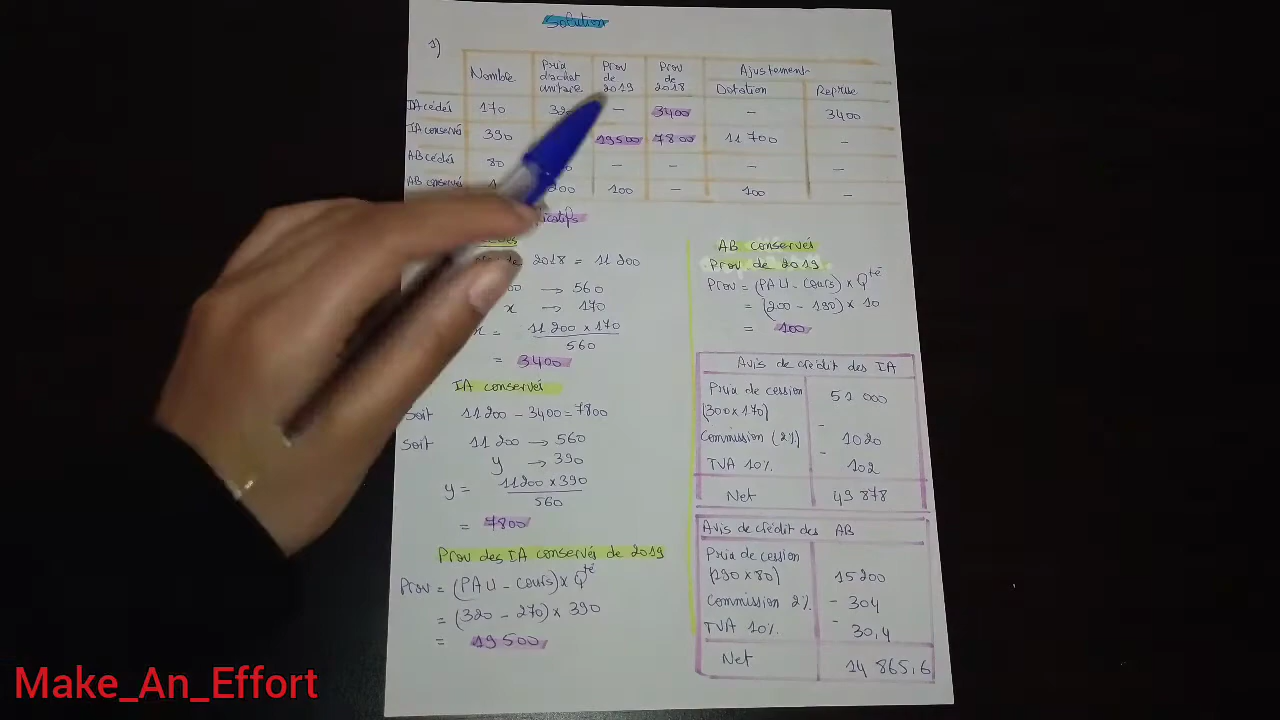 Solution
1)
Nombre Prix d'achat unitaire Prov de 2019 Prov de 2018 Ajustement
Dotation Reprise
IA cédés 170 320 — 3400 — 3400
IA conservé 390 19500 7800 11 700 —
AB cédés 80 — — — —
AB conservé 200 100 — 100 —
2018 = 11 200
→ 560
x → 170
= 11 200 x 170
560
= 3400
IA conservéi
Soit 11 200 - 3400 = 7800
Soit 11 200 → 560
y → 390
y = 11200 x 390
560
= 7800
Prov des IA conservés de 2019
Prov = (PAU - cours) x Qté
= (320 - 270) x 390
= 19 500
AB conservéi
Prov de 2019
Prov = (PAU - cours) x Qté
= (200 - 190) x 10
= 100
Avis de crédit des IA
Prix de cession 51 000
(300 x 170) -
Commission (2%) 1020
-
TVA 10% 102
Net 49 878
Avis de crédit des AB
Prix de cession
(190 x 80) 15200
Commission 2% - 304
TVA 10% - 30,4
Net 14 865,6
Make_An_Effort